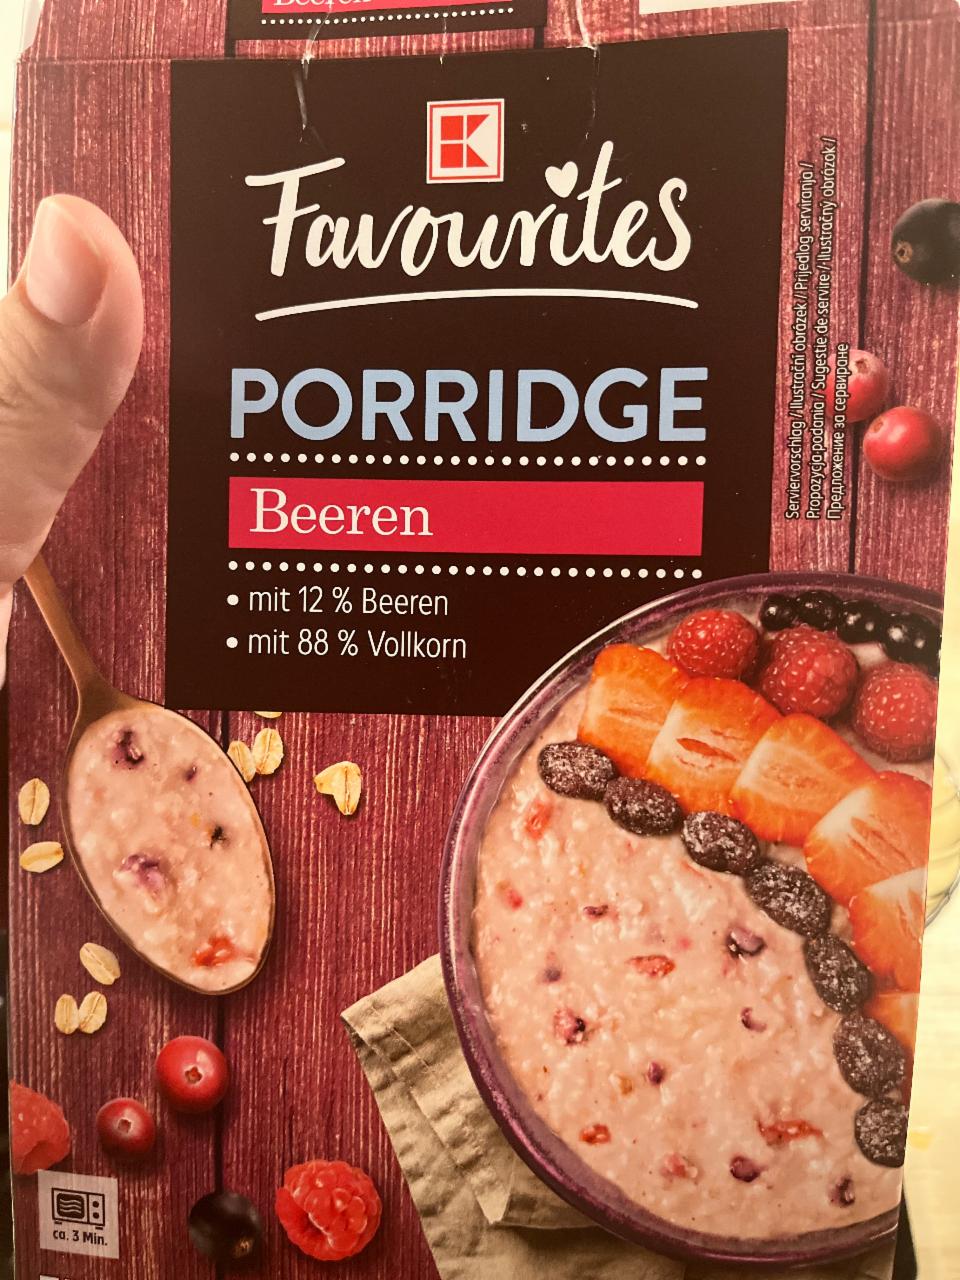 Beeren
K
Favourites
PORRIDGE
Beeren
• mit 12 % Beeren
• mit 88 % Vollkorn
Serviervorschlag / Ilustrační obrázek / Prijedlog serviranja /
Propozycja podania / Sugestie de servire / Ilustračný obrázok /
Предложение за сервиране
ca. 3 Min.